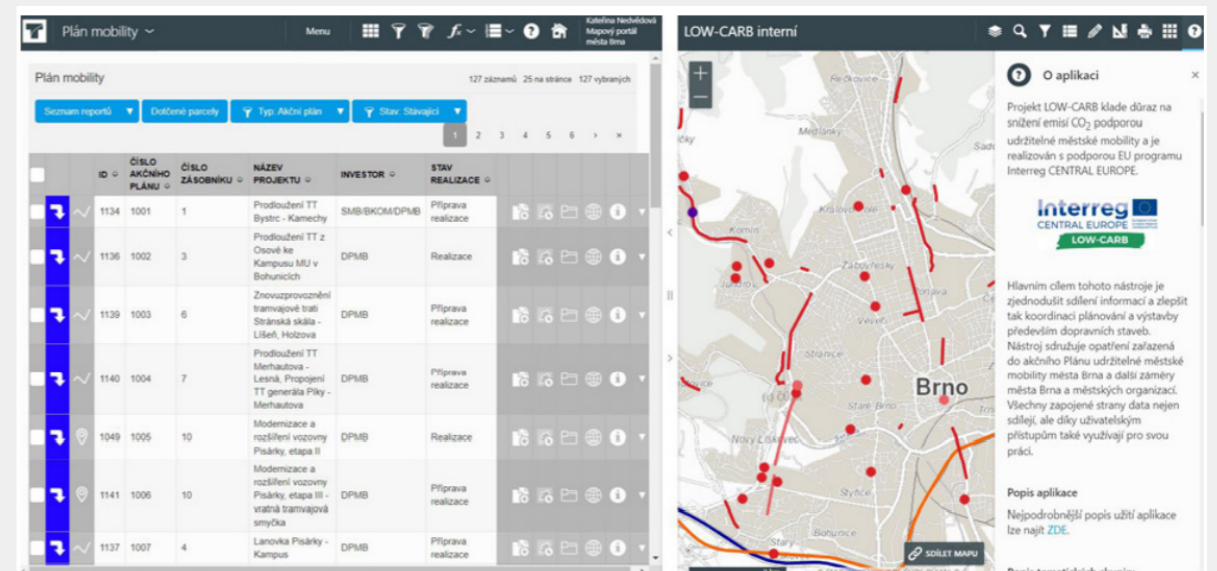 Plán mobility
Menu
Kateřina Nedvědová
Mapový portál
města Brna
Plán mobility
127 záznamů 25 na stránce 127 vybraných
Seznam reportů
Dotčené parcely
Typ: Akční plán
Stav: Stávající
1 2 3 4 5 6 › »
ID
ČÍSLO AKČNÍHO PLÁNU
ČÍSLO ZÁSOBNÍKU
NÁZEV PROJEKTU
INVESTOR
STAV REALIZACE
1134 1001 1
Prodloužení TT
Bystrc - Kamechy
SMB/BKOM/DPMB
Příprava
realizace
1136 1002 3
Prodloužení TT z
Osové ke
Kampusu MU v
Bohunicích
DPMB
Realizace
1139 1003 6
Znovuzprovoznění
tramvajové trati
Stránská skála -
Líšeň, Holzova
DPMB
Příprava
realizace
1140 1004 7
Prodloužení TT
Merhautova -
Lesná, Propojení
TT generála Píky -
Merhautova
DPMB
Příprava
realizace
1049 1005 10
Modernizace a
rozšíření vozovny
Pisárky, etapa II
DPMB
Realizace
1141 1006 10
Modernizace a
rozšíření vozovny
Pisárky, etapa III -
vratná tramvajová
smyčka
DPMB
Příprava
realizace
1137 1007 4
Lanovka Pisárky -
Kampus
DPMB
Příprava
realizace
LOW-CARB interní
Řečkovice
Medlánky
Královo Pole
Komín
Žabovřesky
Jundrov
Ponava
Veveří
Stránice
Brno
Staré Brno
Nový Lískovec
Štýřice
Bohunice
Starý
SDÍLET MAPU
O aplikaci
Projekt LOW-CARB klade důraz na
snížení emisí CO2 podporou
udržitelné městské mobility a je
realizován s podporou EU programu
Interreg CENTRAL EUROPE.
Interreg
CENTRAL EUROPE
LOW-CARB
Hlavním cílem tohoto nástroje je
zjednodušit sdílení informací a zlepšit
tak koordinaci plánování a výstavby
především dopravních staveb.
Nástroj sdružuje opatření zařazená
do akčního Plánu udržitelné městské
mobility města Brna a další záměry
města Brna a městských organizací.
Všechny zapojené strany data nejen
sdílejí, ale díky uživatelským
přístupům také využívají pro svou
práci.
Popis aplikace
Nejpodrobnější popis užití aplikace
lze najít ZDE.